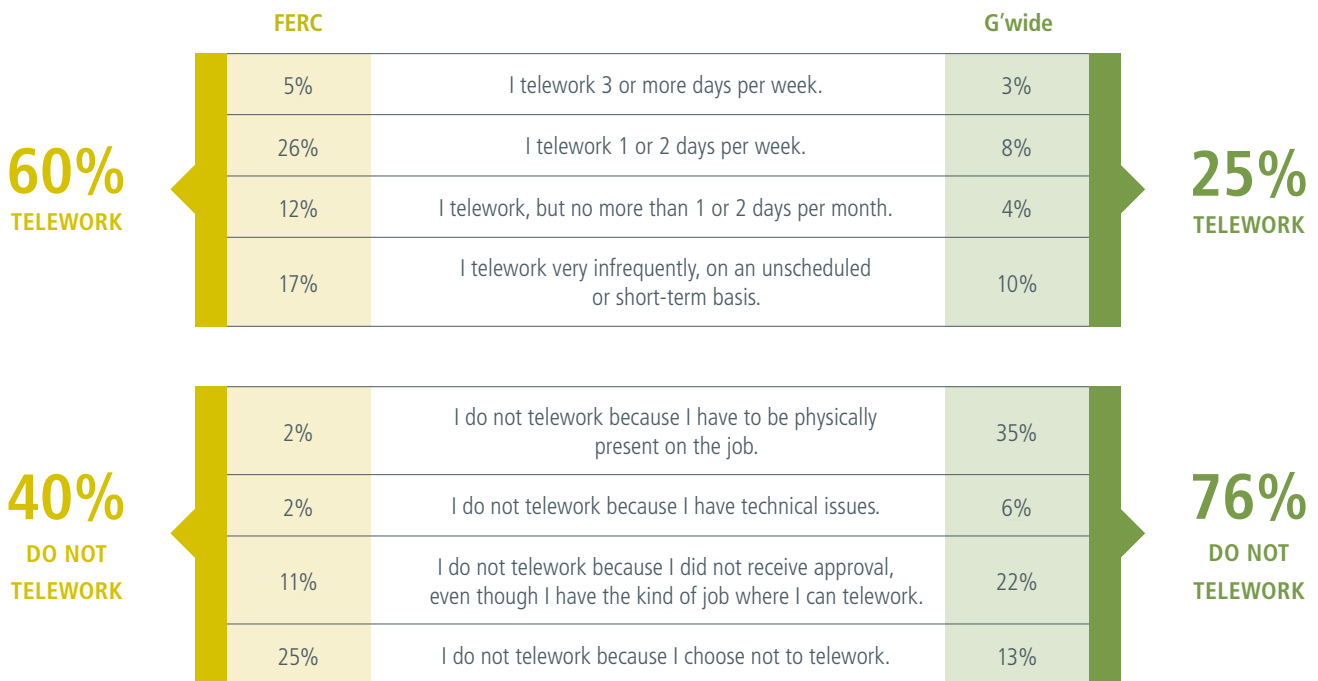 FERC G’wide
5% I telework 3 or more days per week. 3%
26% I telework 1 or 2 days per week. 8%
12% I telework, but no more than 1 or 2 days per month. 4%
17% I telework very infrequently, on an unscheduled
or short-term basis. 10%
60%
TELEWORK
25%
TELEWORK
2% I do not telework because I have to be physically
present on the job. 35%
2% I do not telework because I have technical issues. 6%
11% I do not telework because I did not receive approval,
even though I have the kind of job where I can telework. 22%
25% I do not telework because I choose not to telework. 13%
40%
DO NOT
TELEWORK
76%
DO NOT
TELEWORK